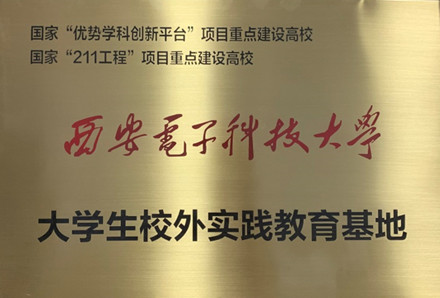 国家“优势学科创新平台”项目重点建设高校
国家“211工程”项目重点建设高校
西安電子科技大學
大学生校外实践教育基地